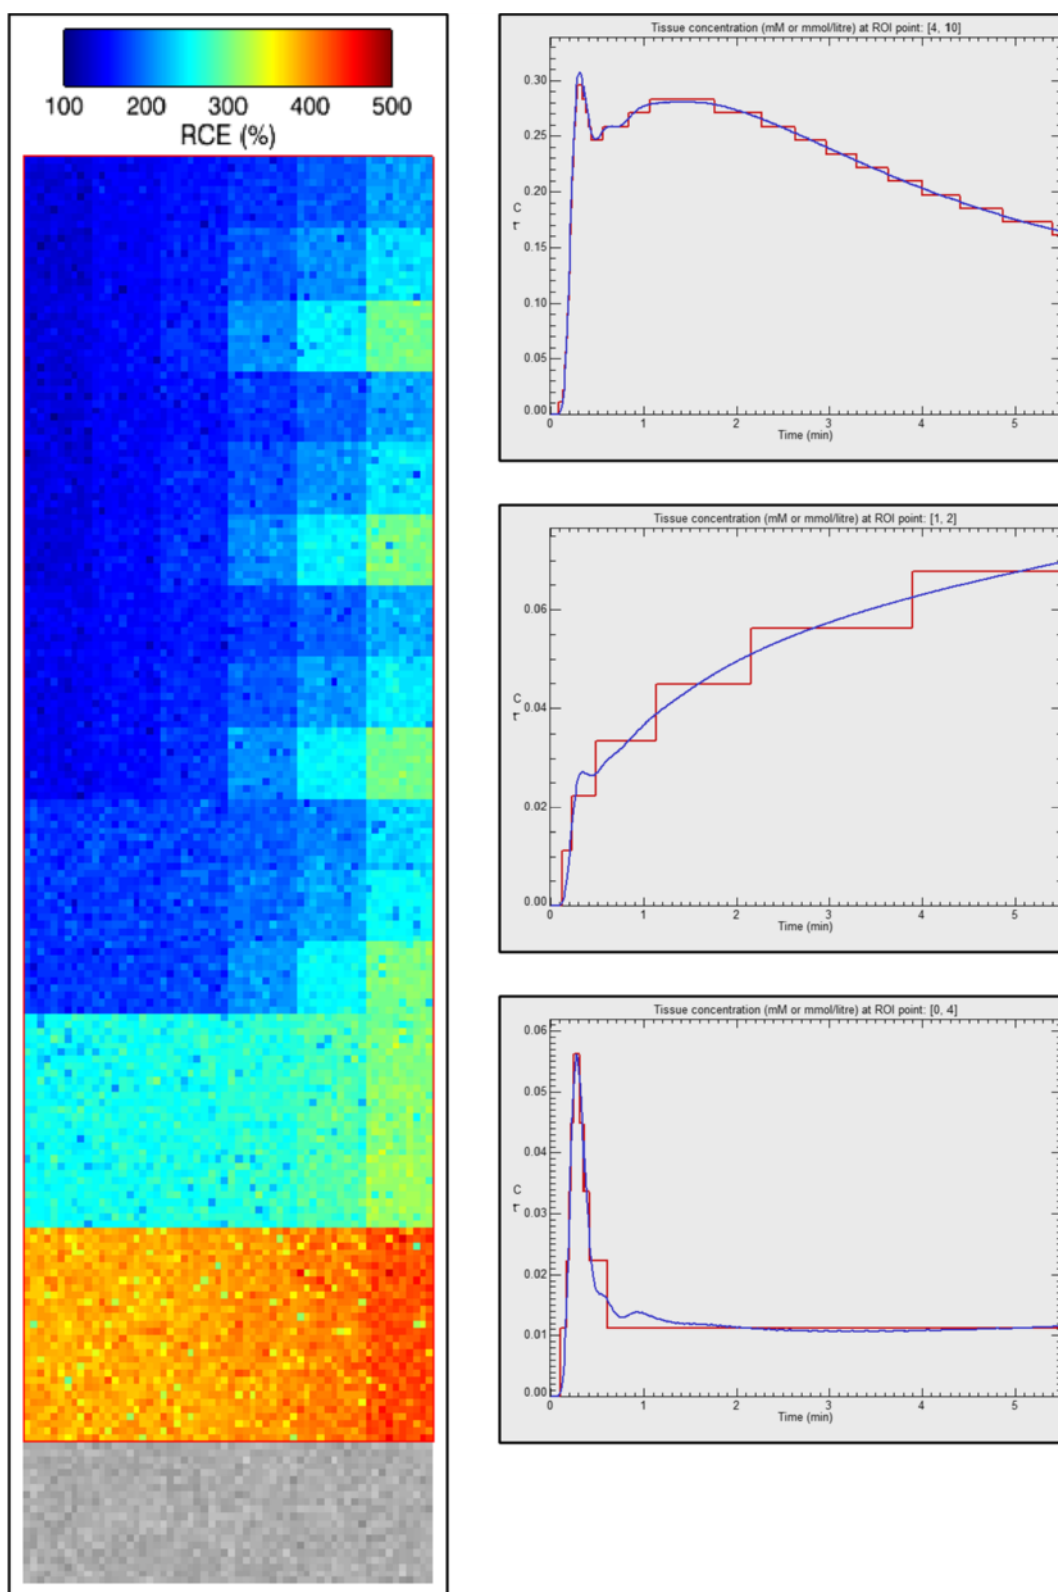 100 200 300 400 500
RCE (%)
Tissue concentration (mM or mmol/litre) at ROI point: [4, 10]
0.30
0.25
0.20
C
T
0.15
0.10
0.05
0.00
0 1 2 3 4 5
Time (min)
Tissue concentration (mM or mmol/litre) at ROI point: [1, 2]
0.06
C
T
0.04
0.02
0.00
0 1 2 3 4 5
Time (min)
Tissue concentration (mM or mmol/litre) at ROI point: [0, 4]
0.06
0.05
0.04
C
T
0.03
0.02
0.01
0.00
0 1 2 3 4 5
Time (min)